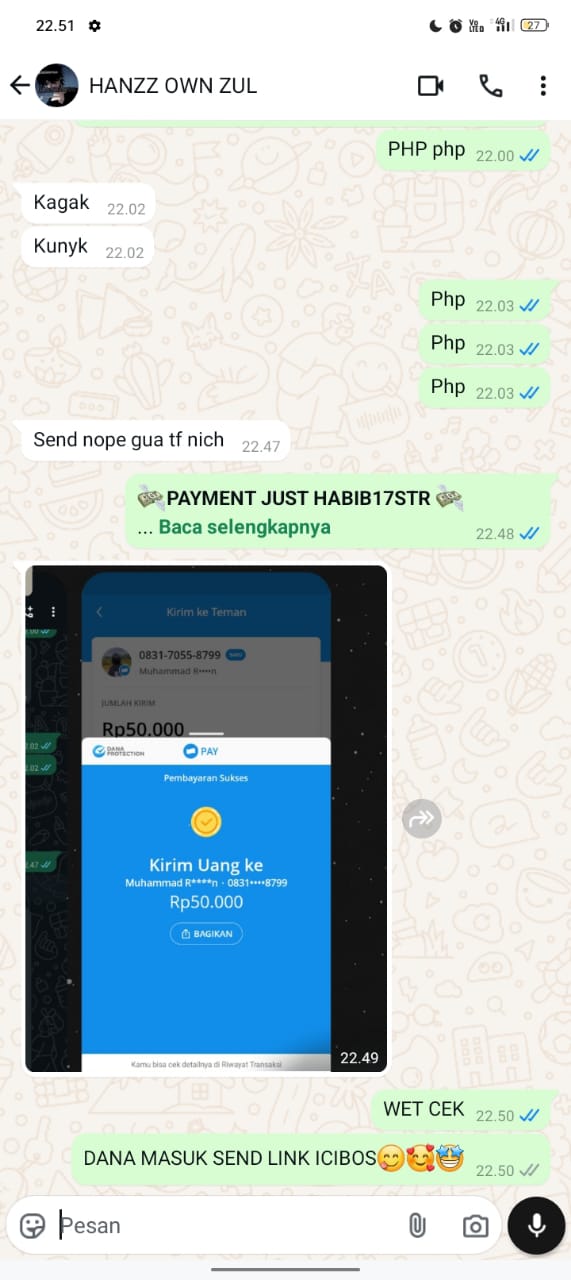 22.51
VoLTE 4G 27
HANZZ OWN ZUL
PHP php 22.00
Kagak 22.02
Kunyk 22.02
Php 22.03
Php 22.03
Php 22.03
Send nope gua tf nich 22.47
PAYMENT JUST HABIB17STR
... Baca selengkapnya
22.48
Kirim ke Teman
0831-7055-8799
Muhammad R••••n
JUMLAH KIRIM
Rp50.000
DANA PROTECTION PAY
Pembayaran Sukses
Kirim Uang ke
Muhammad R****n - 0831••••8799
Rp50.000
BAGIKAN
Kamu bisa cek detailnya di Riwayat Transaksi
22.49
WET CEK 22.50
DANA MASUK SEND LINK ICIBOS😋🥰🤩
22.50
Pesan